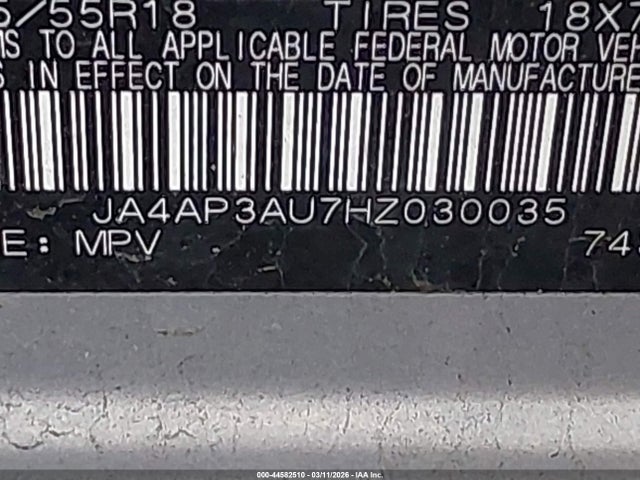 5/55R18 TIRES 18X7
MS TO ALL APPLICABLE FEDERAL MOTOR VEH
S IN EFFECT ON THE DATE OF MANUFACTURE
JA4AP3AU7HZ030035
E: MPV 743
000-44582510 - 03/11/2026 - IAA Inc.